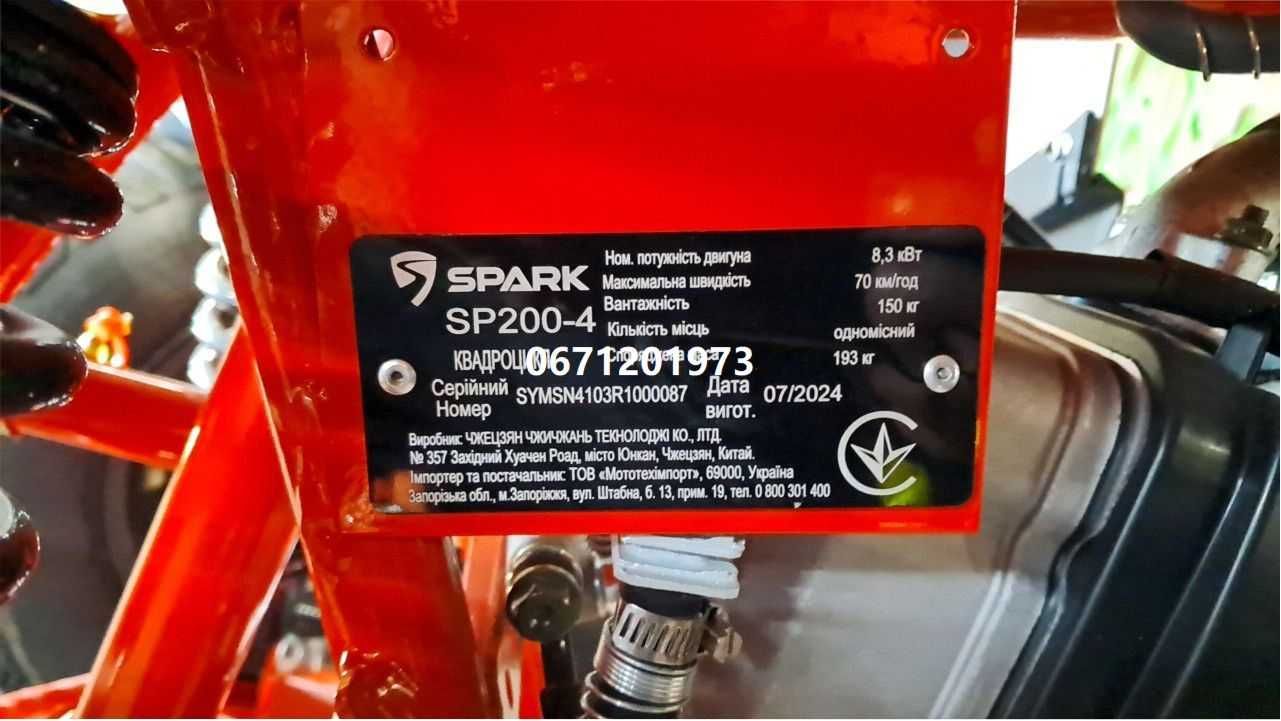 SPARK
SP200-4
Ном. потужність двигуна 8,3 кВт
Максимальна швидкість 70 км/год
Вантажність 150 кг
Кількість місць одномісний
193 кг
0671201973
Серійний Номер SYMSN4103R1000087 Дата вигот. 07/2024
Виробник: ЧЖЕЦЗЯН ЧЖИЧЖАНЬ ТЕКНОЛОДЖІ КО., ЛТД.
№ 357 Західний Хуачен Роад, місто Юнкан, Чжецзян, Китай.
Імпортер та постачальник: ТОВ «Мототехімпорт», 69000, Україна
Запорізька обл., м.Запоріжжя, вул. Штабна, б. 13, прим. 19, тел. 0 800 301 400